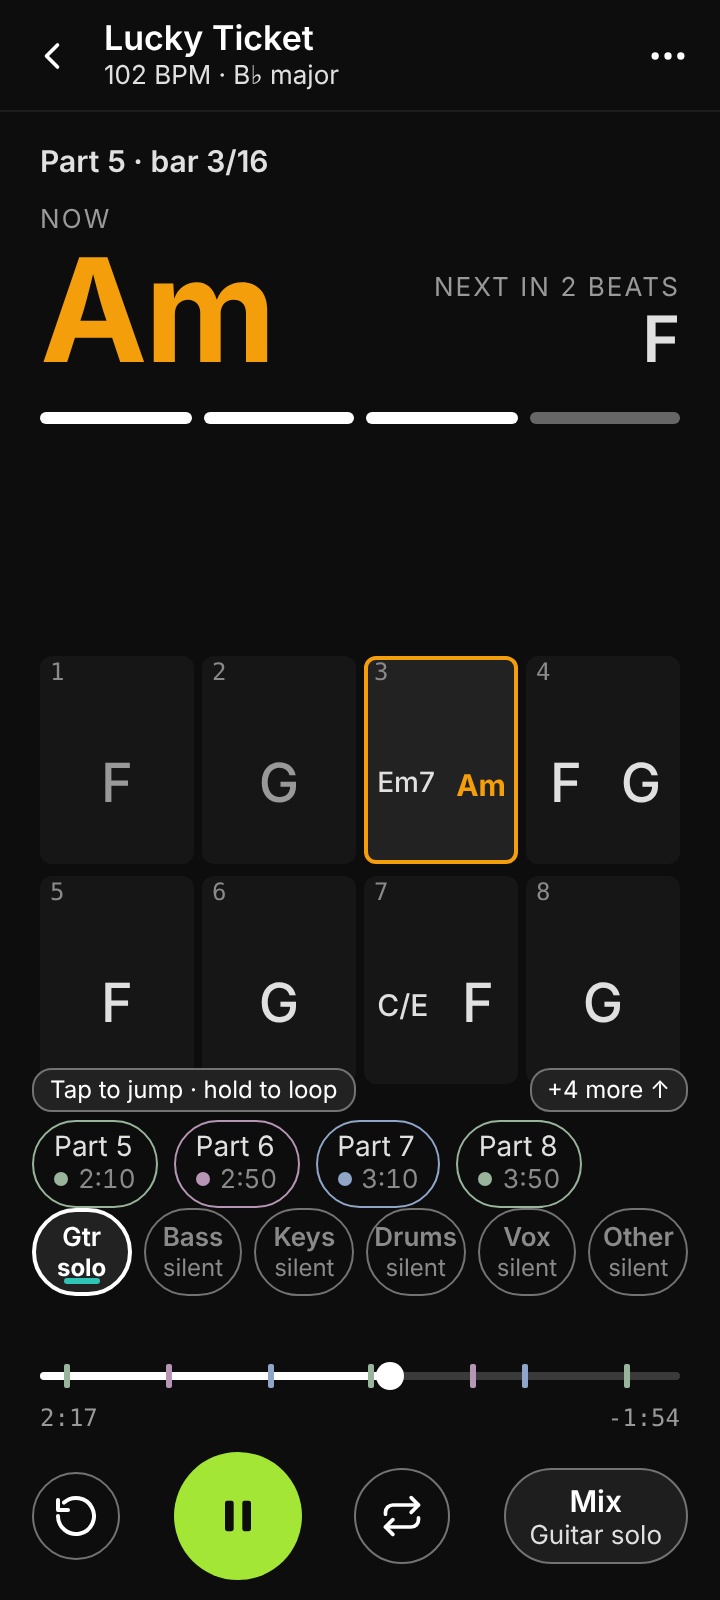 Lucky Ticket
102 BPM · B♭ major
Part 5 · bar 3/16
NOW
Am
NEXT IN 2 BEATS
F
1 2 3 4
F G Em7 Am F G
5 6 7 8
F G C/E F G
Tap to jump · hold to loop +4 more ↑
Part 5 Part 6 Part 7 Part 8
2:10 2:50 3:10 3:50
Gtr Bass Keys Drums Vox Other
solo silent silent silent silent silent
2:17 -1:54
Mix
Guitar solo